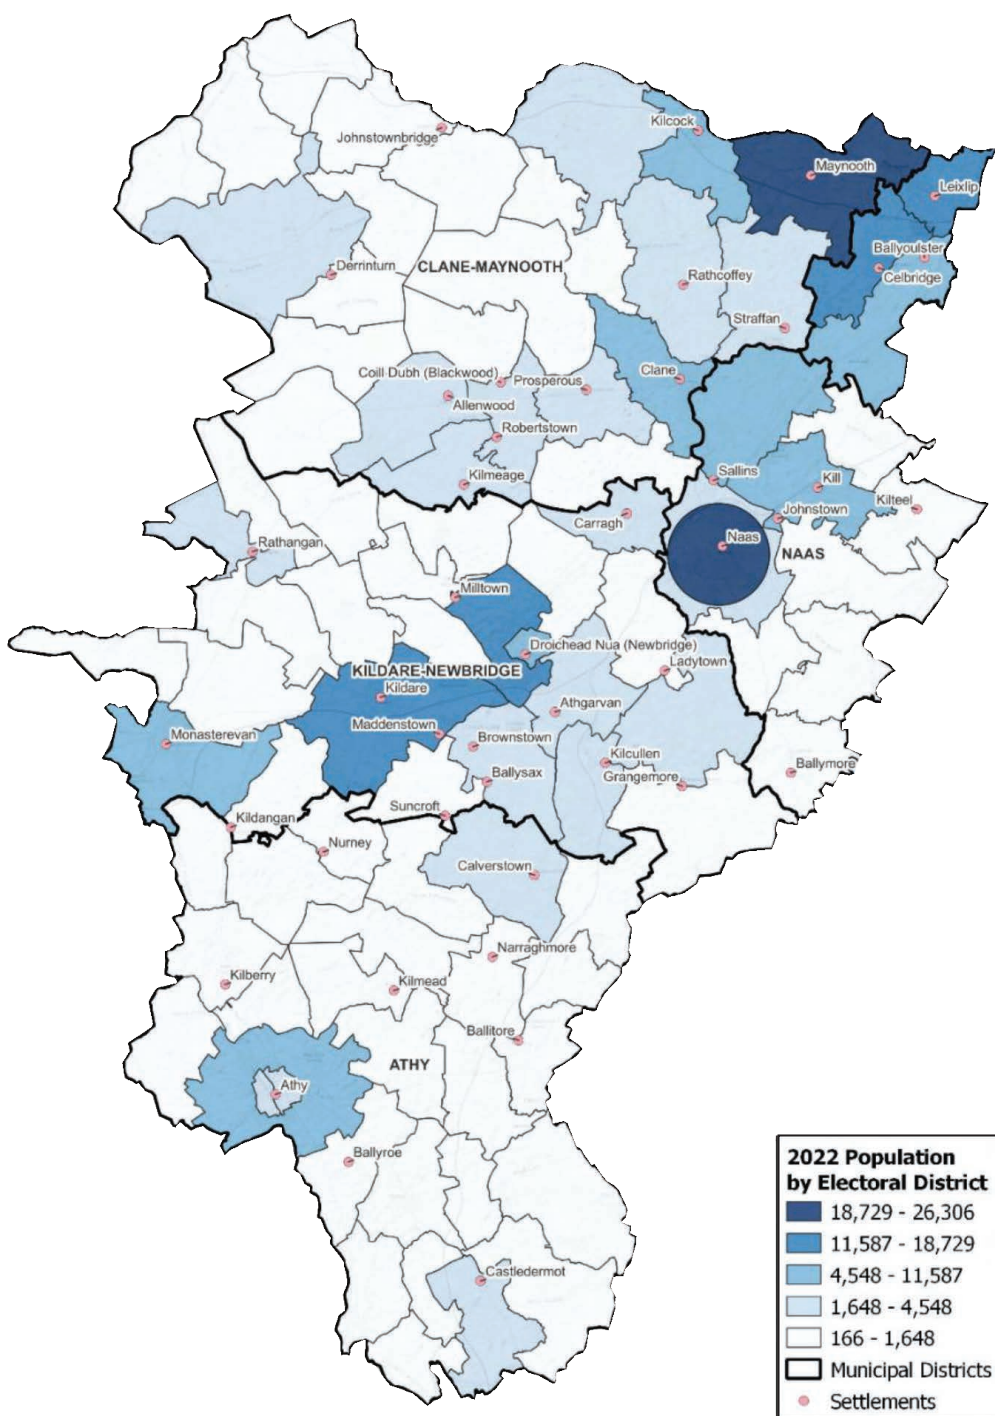 Kilcock
Johnstownbridge
Maynooth
Leixlip
Ballyoulster
Derrinturn
CLANE-MAYNOOTH
Rathcoffey
Celbridge
Straffan
Coill Dubh (Blackwood)
Prosperous
Clane
Allenwood
Robertstown
Sallins
Kilmeage
Kill
Kilteel
Carragh
Johnstown
Rathangan
Naas
NAAS
Milltown
Droichead Nua (Newbridge)
Ladytown
KILDARE-NEWBRIDGE
Kildare
Athgarvan
Maddenstown
Monasterevan
Brownstown
Kilcullen
Ballymore
Ballysax
Grangemore
Suncroft
Kildangan
Nurney
Calverstown
Narraghmore
Kilberry
Kilmead
Ballitore
ATHY
Athy
Ballyroe
Castledermot
2022 Population
by Electoral District
18,729 - 26,306
11,587 - 18,729
4,548 - 11,587
1,648 - 4,548
166 - 1,648
Municipal Districts
Settlements